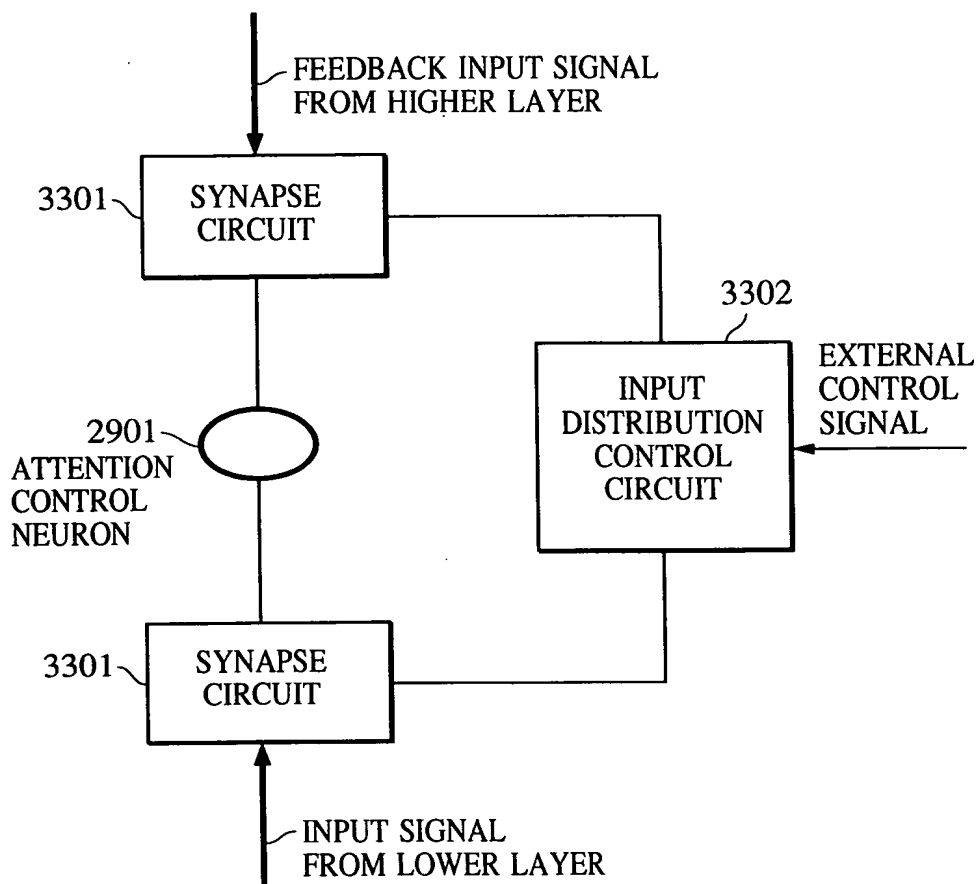 FEEDBACK INPUT SIGNAL
FROM HIGHER LAYER
3301
SYNAPSE
CIRCUIT
3302
INPUT
DISTRIBUTION
CONTROL
CIRCUIT
EXTERNAL
CONTROL
SIGNAL
2901
ATTENTION
CONTROL
NEURON
3301
SYNAPSE
CIRCUIT
INPUT SIGNAL
FROM LOWER LAYER